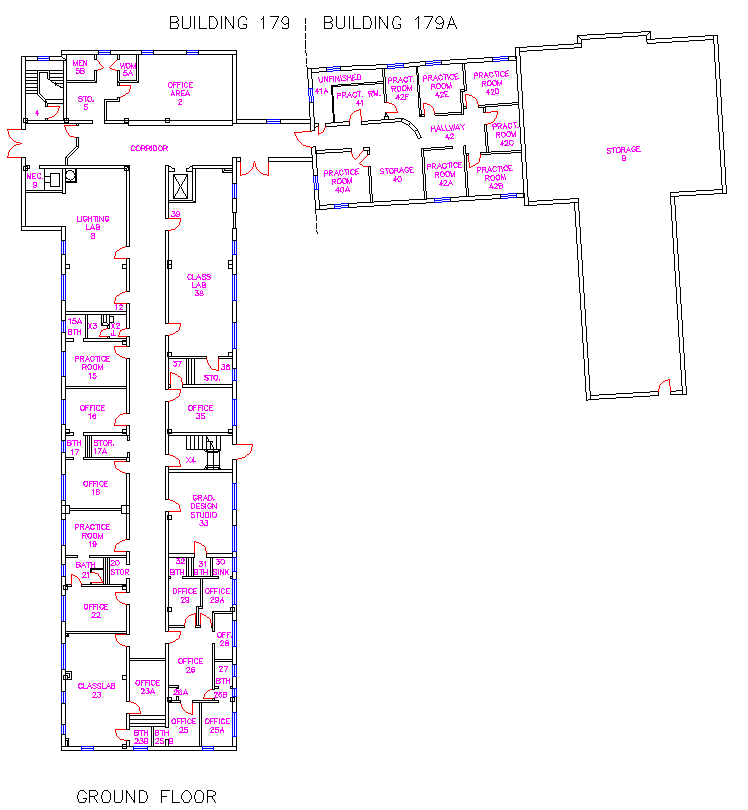 BUILDING 179
BUILDING 179A
MEN
5B
WOM
5A
OFFICE
AREA
2
STO.
5
4
UNFINISHED
41A
PRACT. RM.
41
PRACT.
ROOM
42F
PRACTICE
ROOM
42E
PRACTICE
ROOM
42D
HALLWAY
42
PRACT.
ROOM
42C
CORRIDOR
STORAGE
8
MEC.
9
PRACTICE
ROOM
40A
STORAGE
40
PRACTICE
ROOM
42A
PRACTICE
ROOM
42B
LIGHTING
LAB
39
CLASS
LAB
38
12
15A
BTH
X3
X2
PRACTICE
ROOM
15
37
36
STO.
OFFICE
16
OFFICE
35
BTH
17
STOR.
17A
X4
OFFICE
18
GRAD.
DESIGN
STUDIO
33
PRACTICE
ROOM
19
BATH
21
20
STOR
32
BTH
31
BTH
30
SINK
OFFICE
29
OFFICE
29A
OFFICE
22
OFF.
28
OFFICE
26
27
BTH
26A
26B
CLASSLAB
23
OFFICE
23A
BTH
23B
BTH
25B
OFFICE
25
OFFICE
25A
GROUND FLOOR